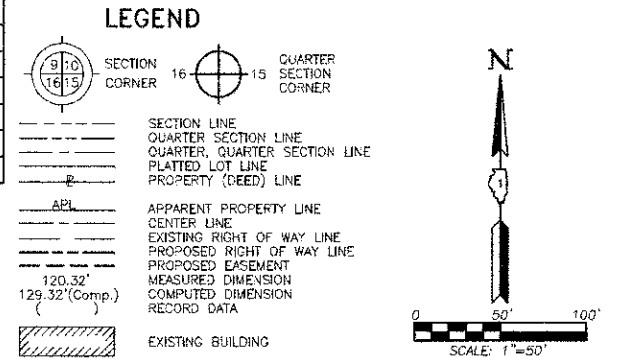 LEGEND
9 10 SECTION
16 15 CORNER
16 15 QUARTER
SECTION
CORNER
SECTION LINE
QUARTER SECTION LINE
QUARTER, QUARTER SECTION LINE
PLATTED LOT LINE
PROPERTY (DEED) LINE
APL APPARENT PROPERTY LINE
CENTER LINE
EXISTING RIGHT OF WAY LINE
PROPOSED RIGHT OF WAY LINE
PROPOSED EASEMENT
120.32' MEASURED DIMENSION
129.32'(Comp.) COMPUTED DIMENSION
( ) RECORD DATA
EXISTING BUILDING
N
1
0 50' 100'
SCALE: 1"=50'